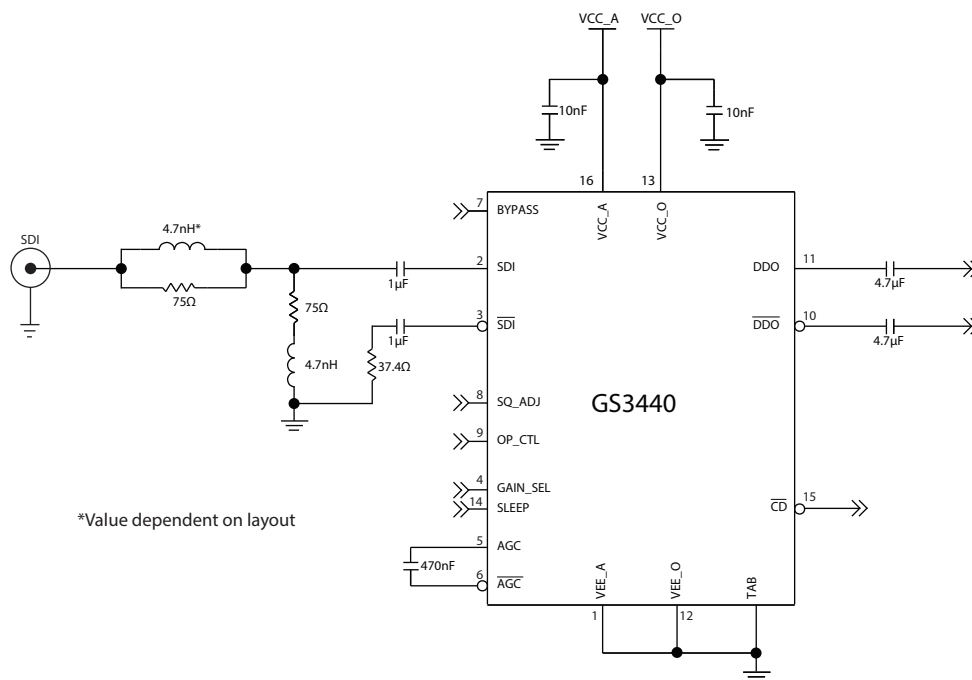 VCC_A VCC_O
10nF 10nF
16 13
7 BYPASS VCC_A VCC_O
SDI 4.7nH*
75Ω
1µF 2 SDI DDO 11 4.7µF
75Ω
1µF 3 SDI DDO 10 4.7µF
4.7nH 37.4Ω
8 SQ_ADJ GS3440
9 OP_CTL
4 GAIN_SEL
14 SLEEP CD 15
*Value dependent on layout
5 AGC
470nF
6 AGC VEE_A VEE_O TAB
1 12